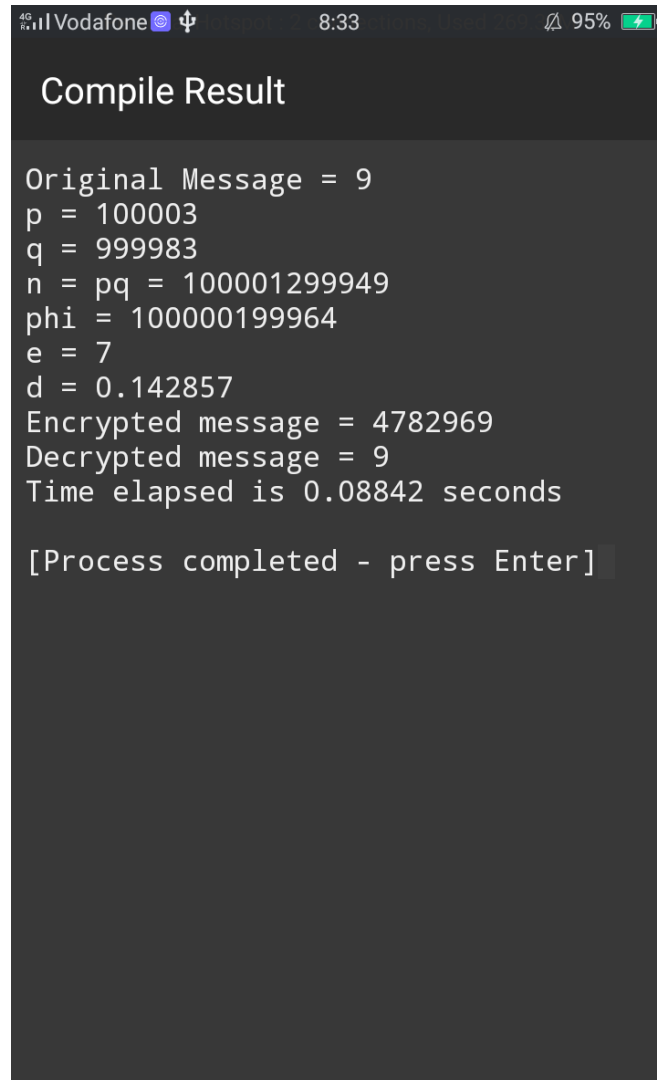 4G Vodafone 8:33 95%
Compile Result
Original Message = 9
p = 100003
q = 999983
n = pq = 100001299949
phi = 100000199964
e = 7
d = 0.142857
Encrypted message = 4782969
Decrypted message = 9
Time elapsed is 0.08842 seconds
[Process completed - press Enter]